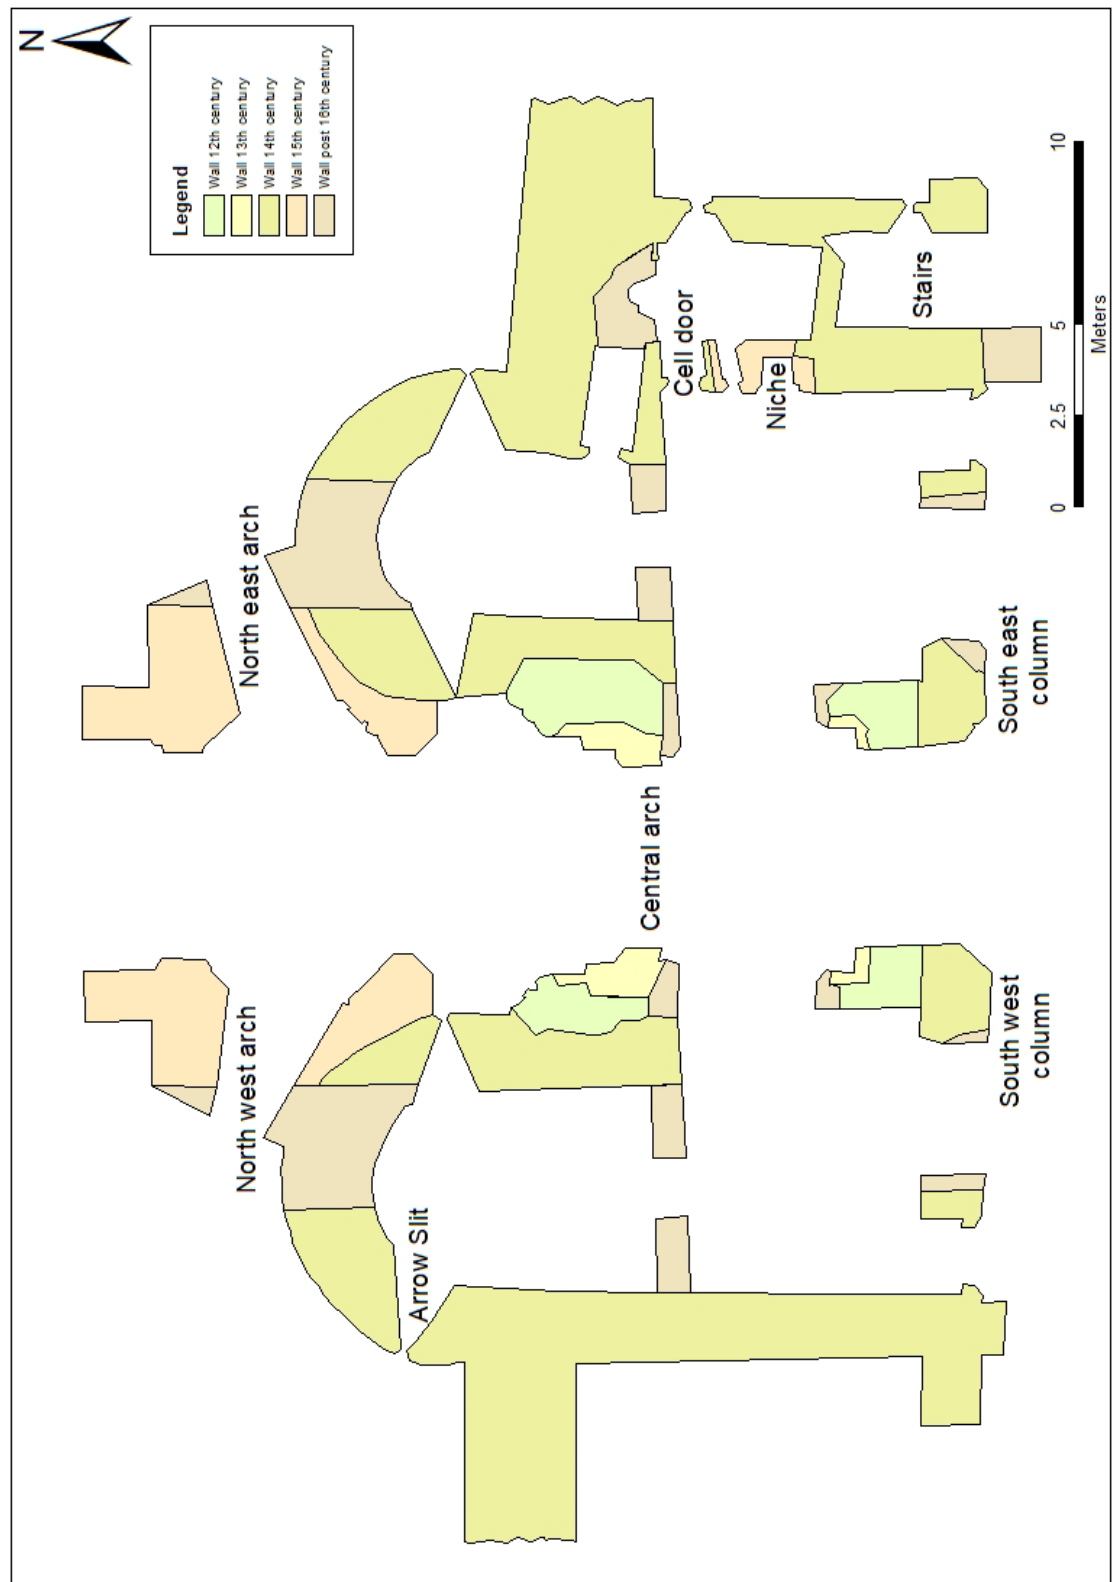 N
Legend
Wall 12th century
Wall 13th century
Wall 14th century
Wall 15th century
Wall post 16th century
North west arch
North east arch
Arrow Slit
Central arch
Cell door
Niche
Stairs
South west
column
South east
column
0
2.5
5
10
Meters